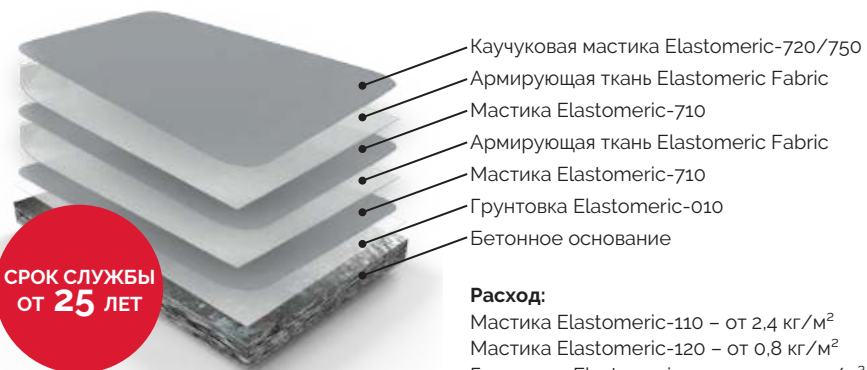 Каучуковая мастика Elastomeric-720/750
Армирующая ткань Elastomeric Fabric
Мастика Elastomeric-710
Армирующая ткань Elastomeric Fabric
Мастика Elastomeric-710
Грунтовка Elastomeric-010
Бетонное основание
СРОК СЛУЖБЫ
ОТ 25 ЛЕТ
Расход:
Мастика Elastomeric-110 – от 2,4 кг/м²
Мастика Elastomeric-120 – от 0,8 кг/м²